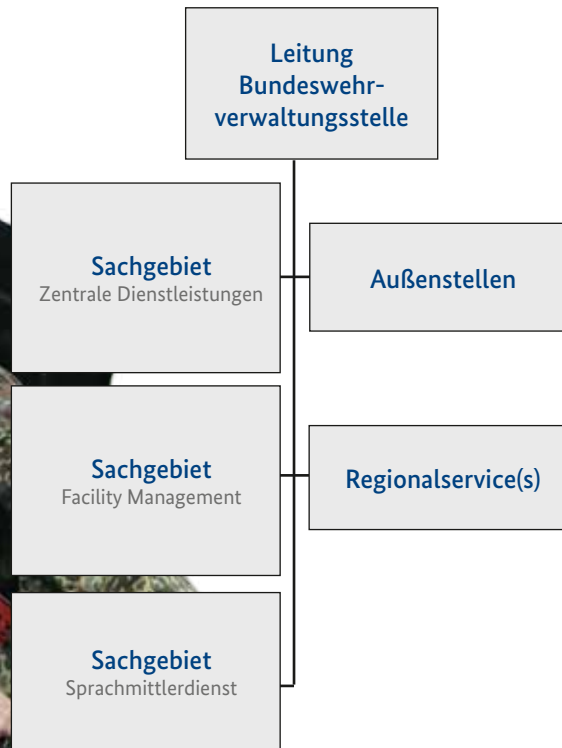 Leitung
Bundeswehr-
verwaltungsstelle
Sachgebiet
Zentrale Dienstleistungen
Außenstellen
Sachgebiet
Facility Management
Regionalservice(s)
Sachgebiet
Sprachmittlerdienst